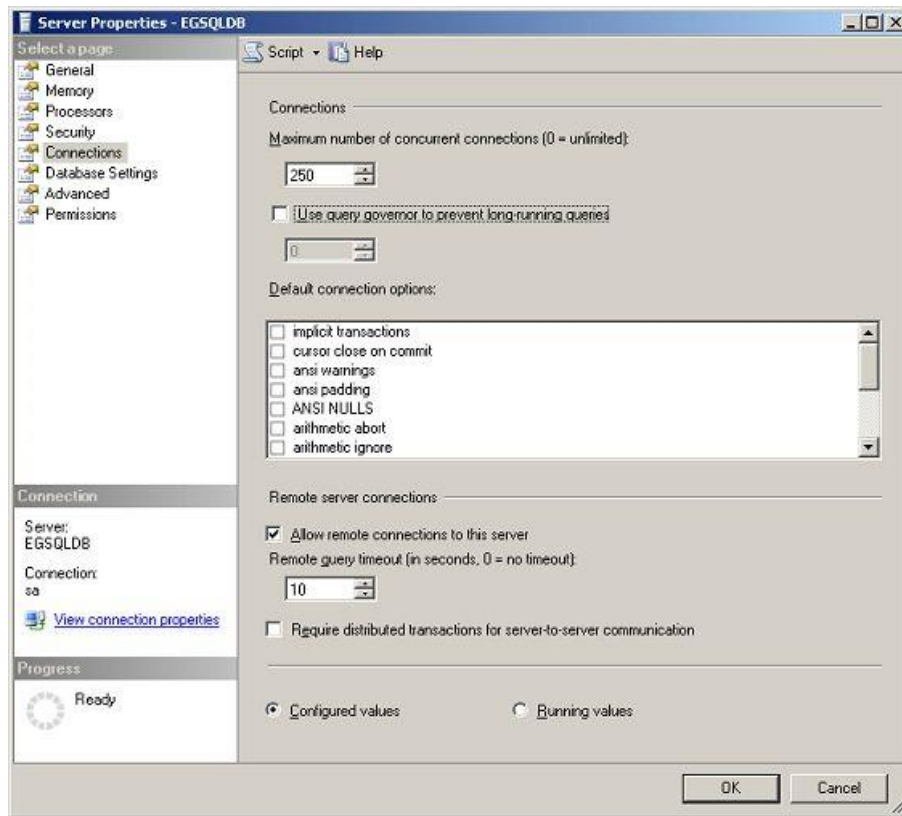 Server Properties - EGSQLDB
Select a page
General
Memory
Processors
Security
Connections
Database Settings
Advanced
Permissions
Connection
Server:
EGSQLDB
Connection:
sa
View connection properties
Progress
Ready
Script
Help
Connections
Maximum number of concurrent connections (0 = unlimited):
250
Use query governor to prevent long-running queries
0
Default connection options:
implicit transactions
cursor close on commit
ansi warnings
ansi padding
ANSI NULLS
arithmetic abort
arithmetic ignore
Remote server connections
Allow remote connections to this server
Remote query timeout (in seconds, 0 = no timeout):
10
Require distributed transactions for server-to-server communication
Configured values
Running values
OK
Cancel